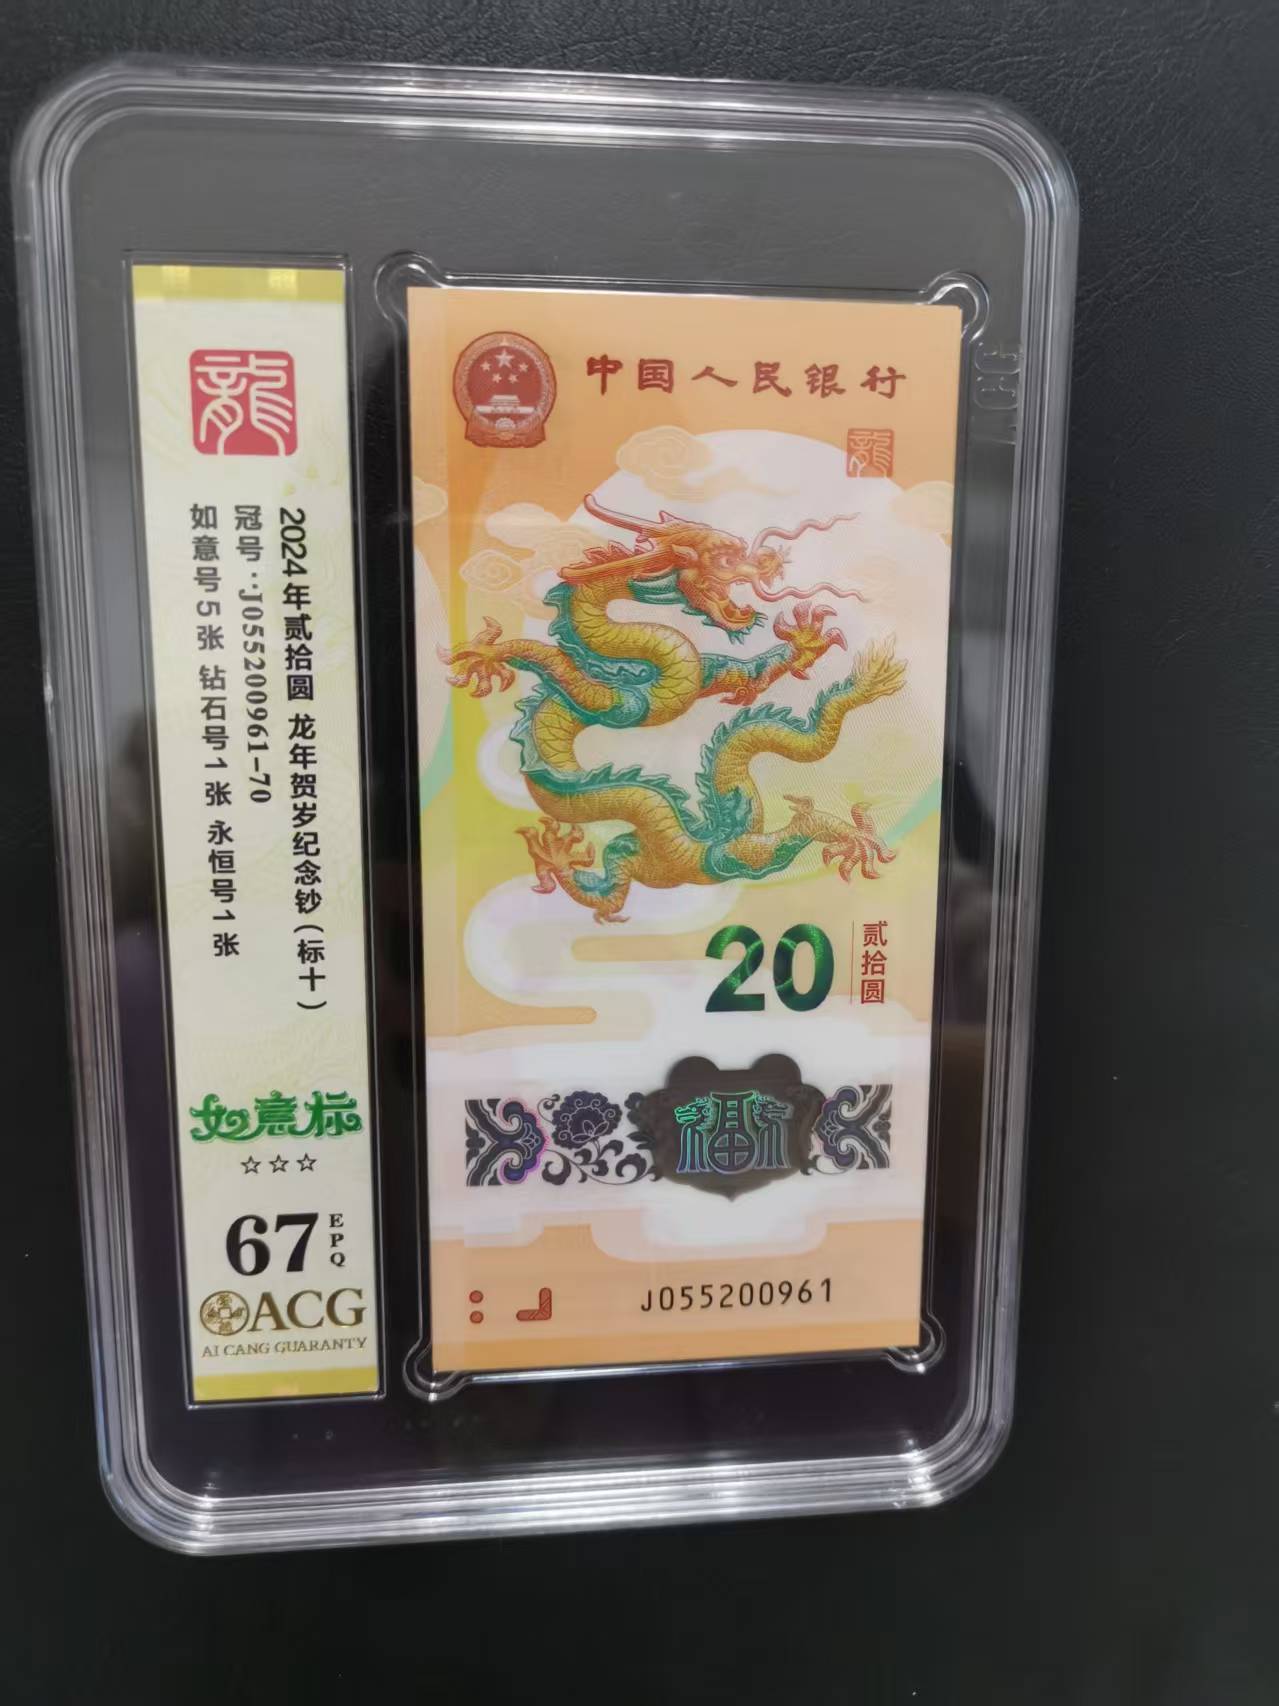 龍
2024年贰拾圆 龙年贺岁纪念钞（标十）
冠号：J055200961-70
如意号5张 钻石号1张 永恒号1张
如意标
☆☆☆
67
EPQ
ACG
AI CANG GUARANTY
中国人民银行
龍
20
贰拾圆
福
J055200961